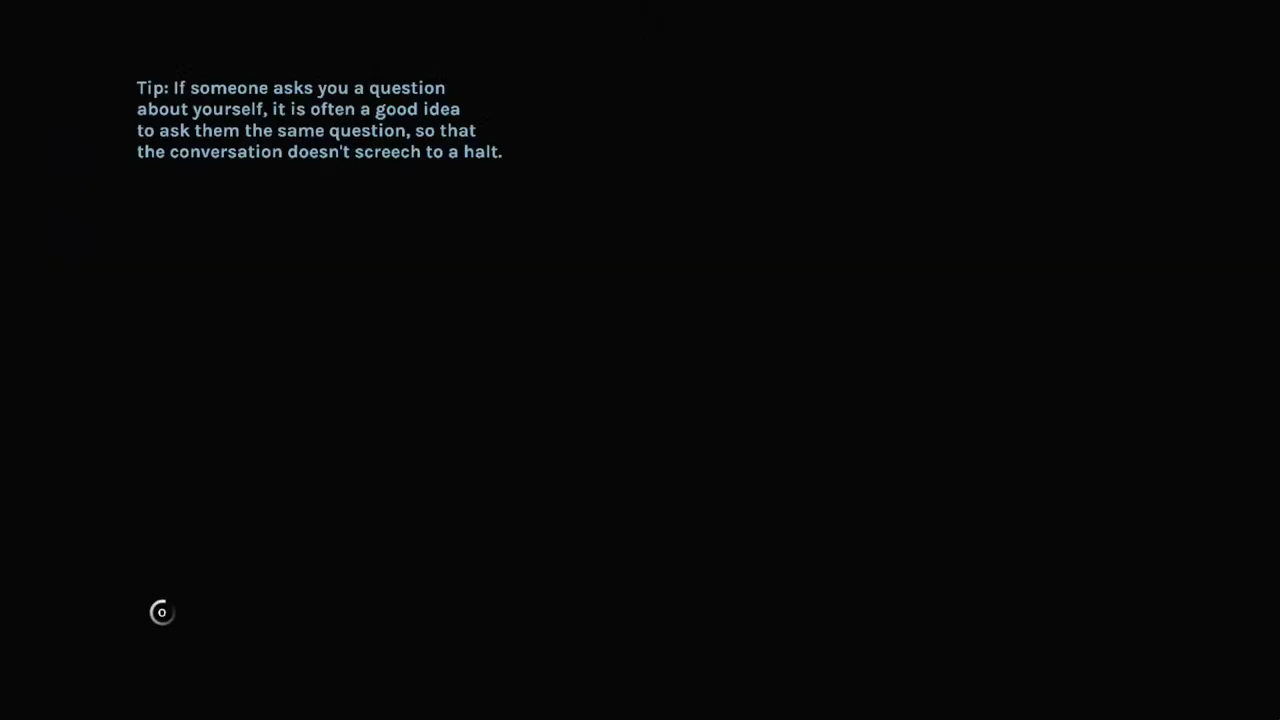 Tip: If someone asks you a question
about yourself, it is often a good idea
to ask them the same question, so that
the conversation doesn't screech to a halt.
0